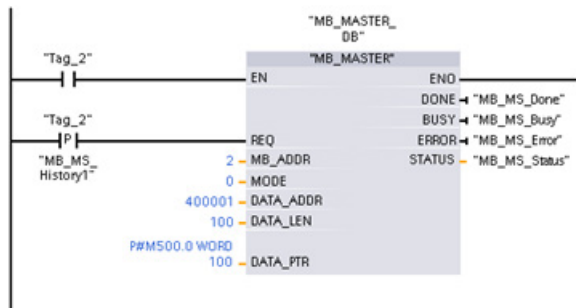 "MB_MASTER_
DB"
"MB_MASTER"
"Tag_2"
EN
ENO
DONE
"MB_MS_Done"
BUSY
"MB_MS_Busy"
"Tag_2"
P
"MB_MS_
History1"
REQ
ERROR
"MB_MS_Error"
2
MB_ADDR
STATUS
"MB_MS_Status"
0
MODE
400001
DATA_ADDR
100
DATA_LEN
P#M500.0 WORD
100
DATA_PTR